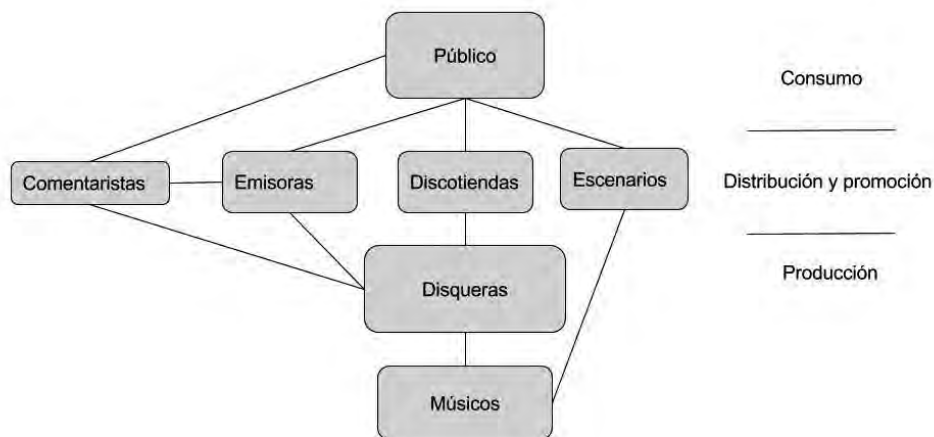 Público
Consumo
Comentaristas
Emisoras
Discotiendas
Escenarios
Distribución y promoción
Disqueras
Producción
Músicos